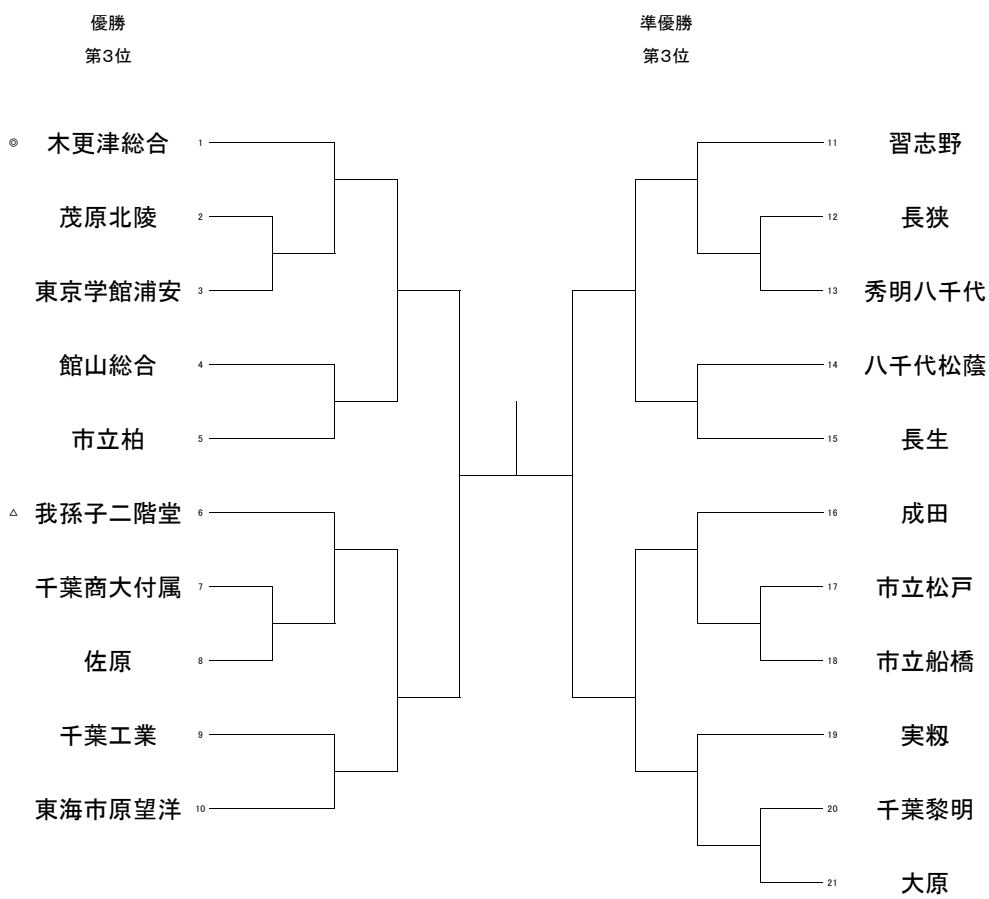 優勝
第3位
準優勝
第3位
◎ 木更津総合 1
茂原北陵 2
東京学館浦安 3
館山総合 4
市立柏 5
△ 我孫子二階堂 6
千葉商大付属 7
佐原 8
千葉工業 9
東海市原望洋 10
11 習志野
12 長狭
13 秀明八千代
14 八千代松蔭
15 長生
16 成田
17 市立松戸
18 市立船橋
19 実籾
20 千葉黎明
21 大原